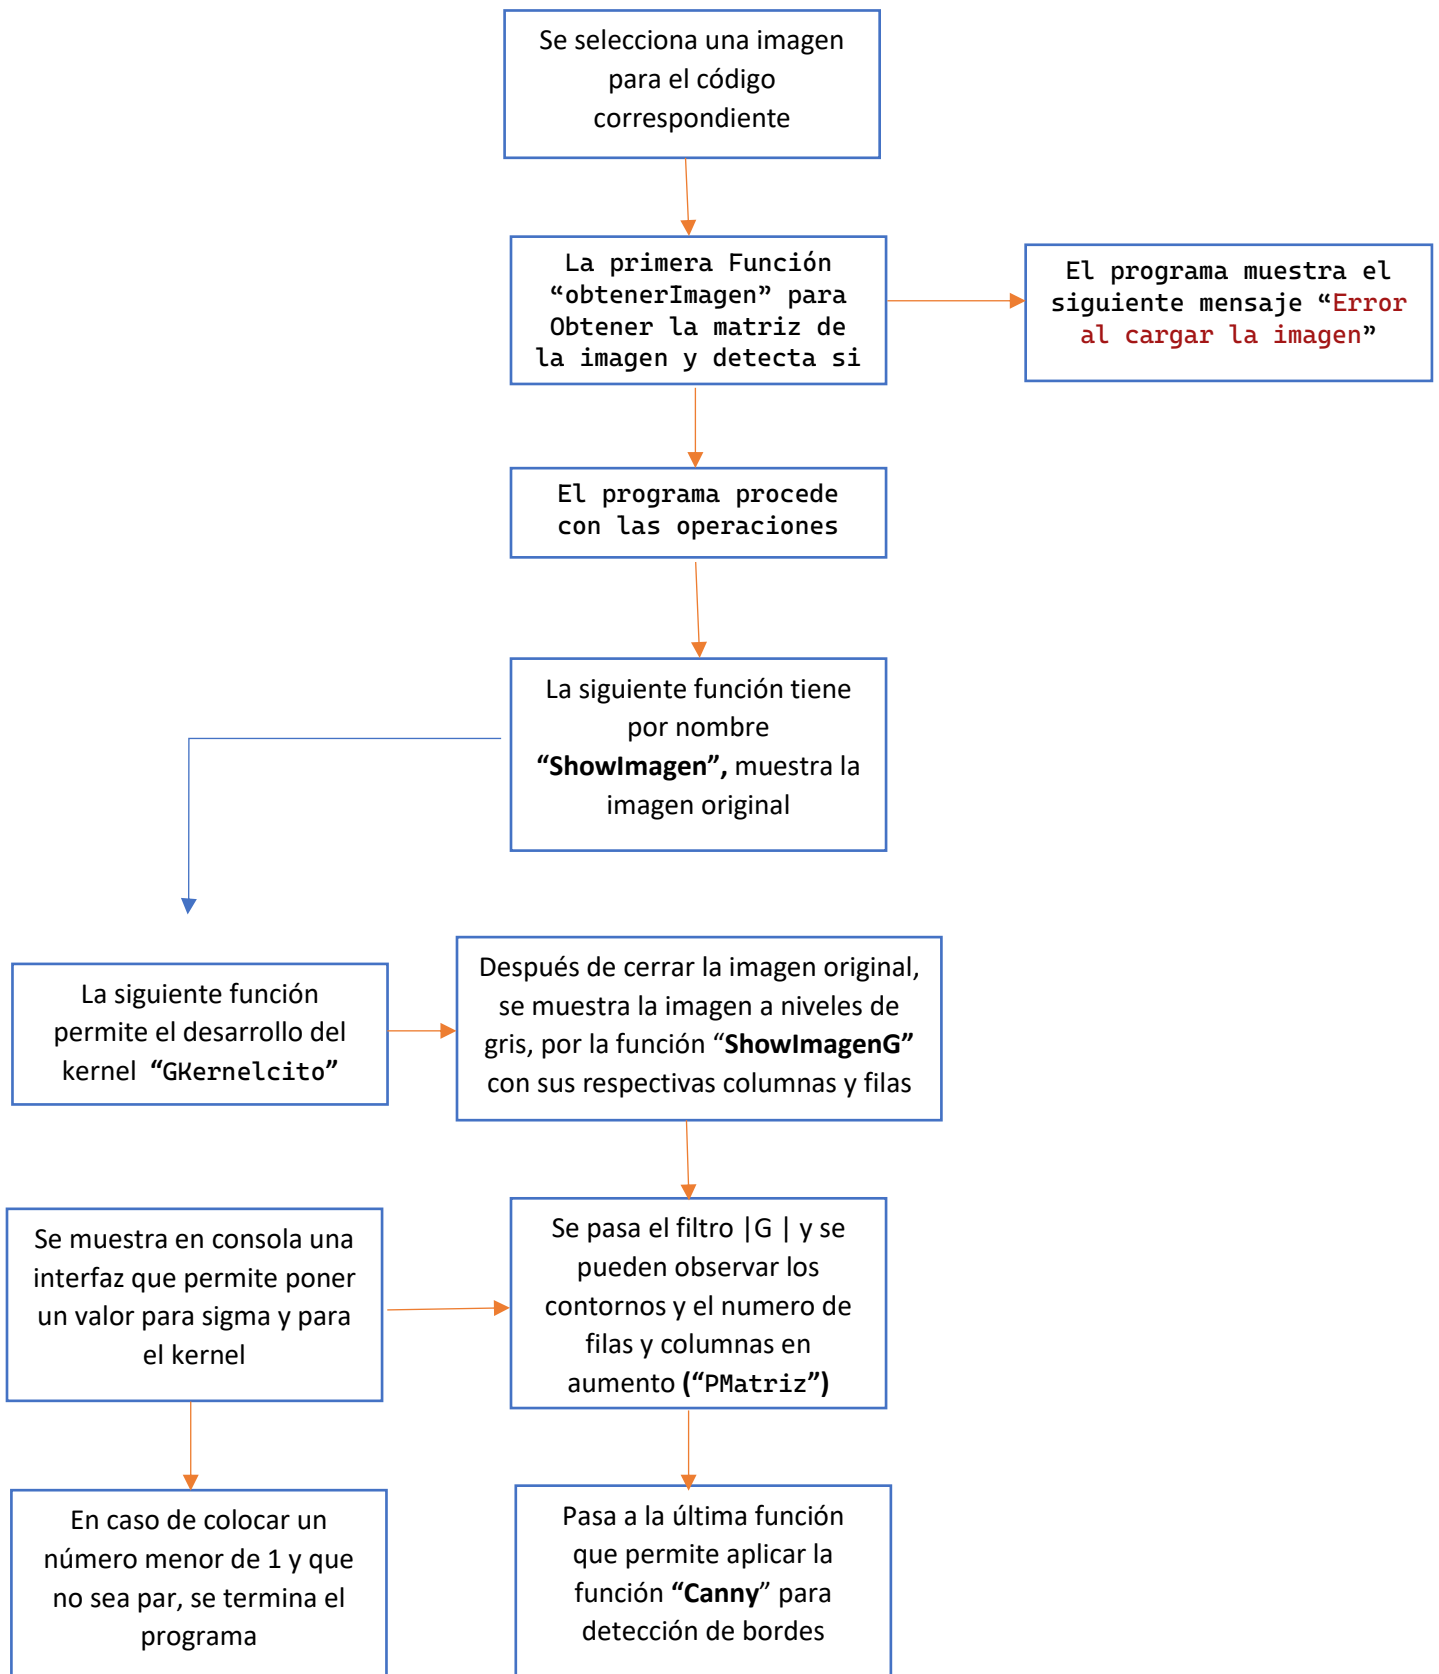 Se selecciona una imagen
para el código
correspondiente
La primera Función
“obtenerImagen” para
Obtener la matriz de
la imagen y detecta si
El programa muestra el
siguiente mensaje “Error
al cargar la imagen”
El programa procede
con las operaciones
La siguiente función tiene
por nombre
“ShowImagen”, muestra la
imagen original
La siguiente función
permite el desarrollo del
kernel “GKernelcito”
Después de cerrar la imagen original,
se muestra la imagen a niveles de
gris, por la función “ShowImagenG”
con sus respectivas columnas y filas
Se muestra en consola una
interfaz que permite poner
un valor para sigma y para
el kernel
Se pasa el filtro |G | y se
pueden observar los
contornos y el numero de
filas y columnas en
aumento (“PMatriz”)
En caso de colocar un
número menor de 1 y que
no sea par, se termina el
programa
Pasa a la última función
que permite aplicar la
función “Canny” para
detección de bordes